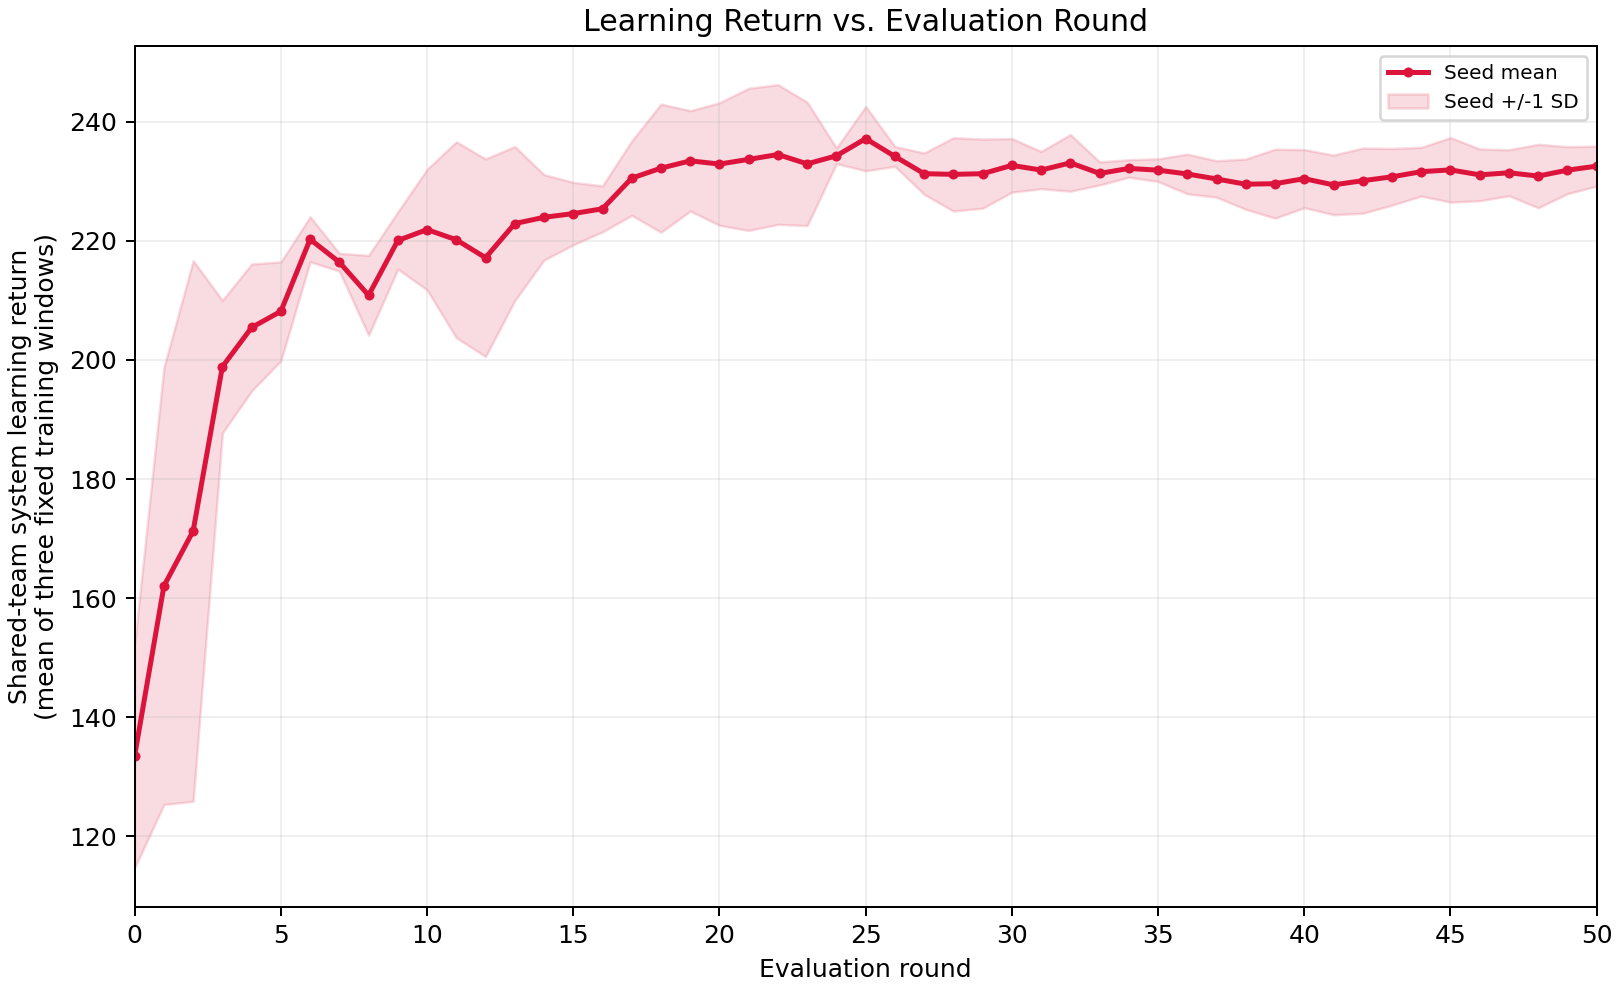 Learning Return vs. Evaluation Round
Seed mean
Seed +/-1 SD
Shared-team system learning return
(mean of three fixed training windows)
240
220
200
180
160
140
120
0 5 10 15 20 25 30 35 40 45 50
Evaluation round